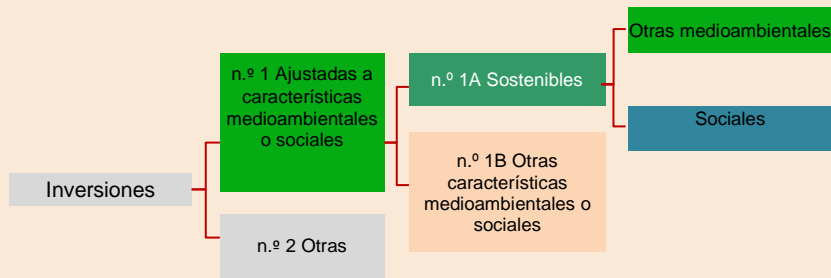 Inversiones
n.º 1 Ajustadas a
características
medioambientales
o sociales
n.º 2 Otras
n.º 1A Sostenibles
n.º 1B Otras
características
medioambientales o
sociales
Otras medioambientales
Sociales